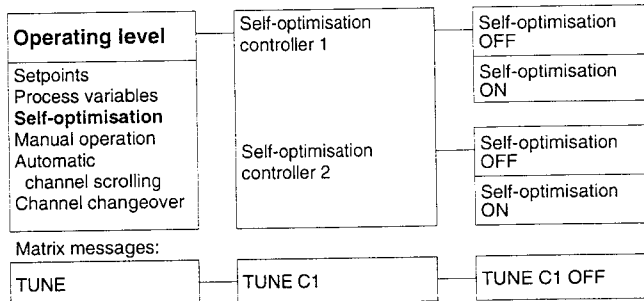 Operating level
Setpoints
Process variables
Self-optimisation
Manual operation
Automatic
channel scrolling
Channel changeover
Self-optimisation
controller 1
Self-optimisation
controller 2
Self-optimisation
OFF
Self-optimisation
ON
Self-optimisation
OFF
Self-optimisation
ON
Matrix messages:
TUNE
TUNE C1
TUNE C1 OFF